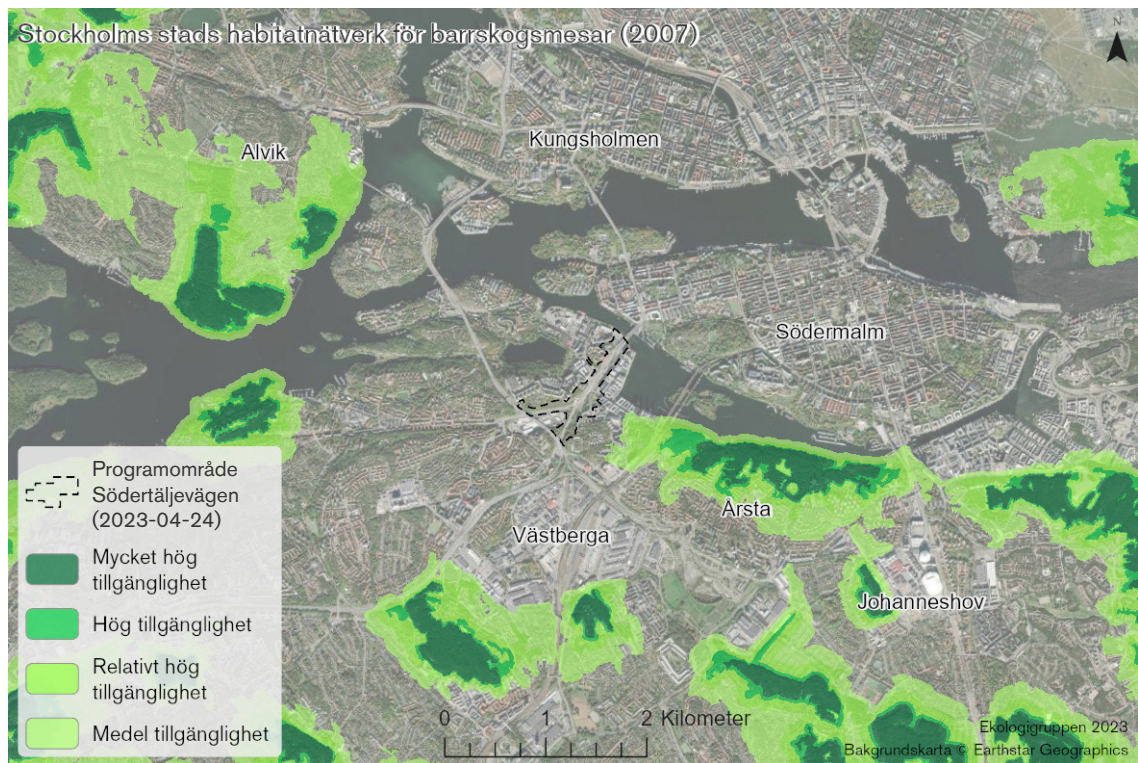 Stockholms stads habitatnätverk för barrskogsmesar (2007)
N
Kungsholmen
Alvik
Södermalm
Årsta
Västberga
Johanneshov
Programområde
Södertäljevägen
(2023-04-24)
Mycket hög
tillgänglighet
Hög tillgänglighet
Relativt hög
tillgänglighet
Medel tillgänglighet
0 1 2 Kilometer
Ekologigruppen 2023
Bakgrundskarta © Earthstar Geographics